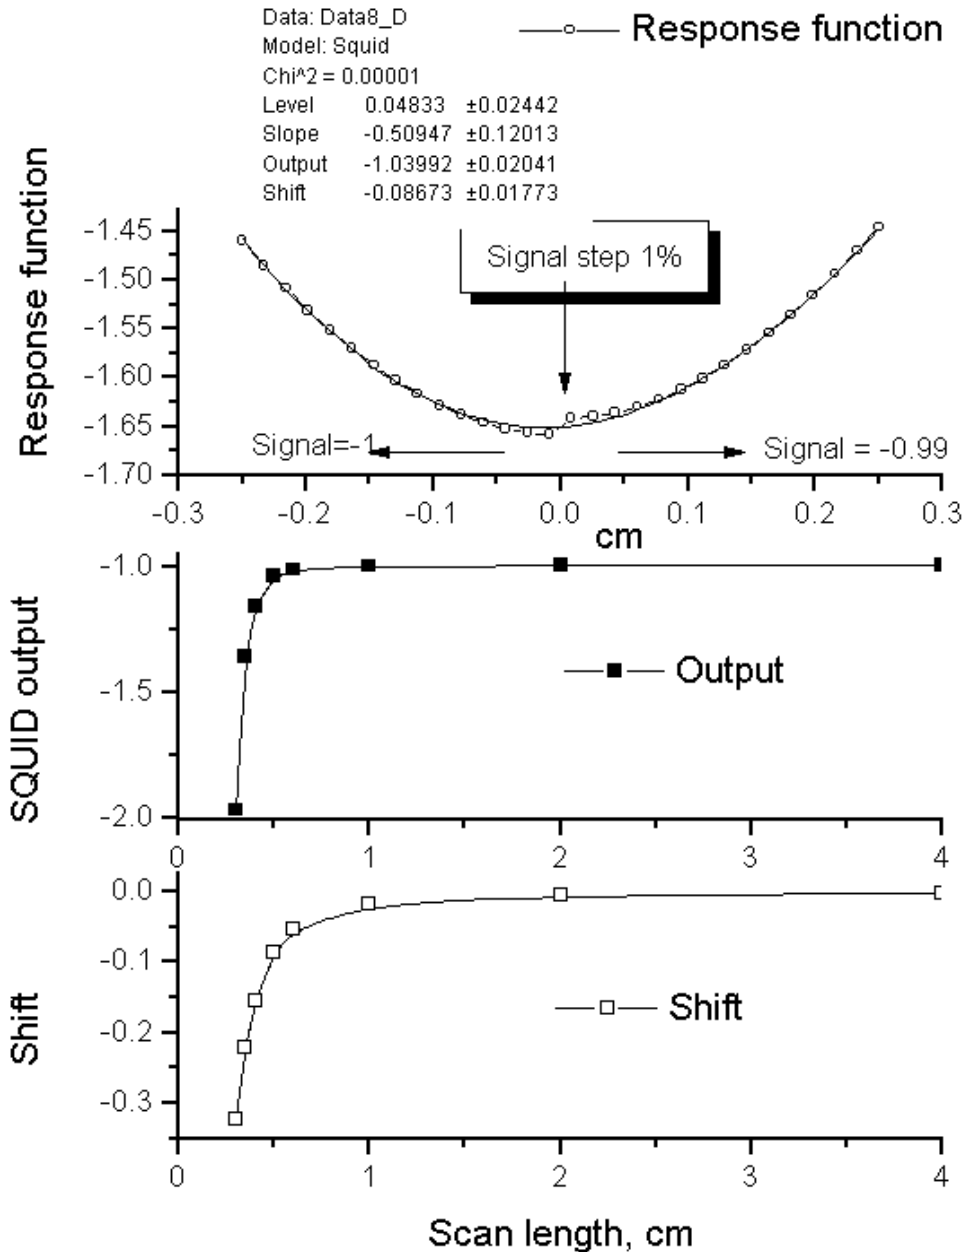 Data: Data8_D
Model: Squid
Chi^2 = 0.00001
Level 0.04833 ±0.02442
Slope -0.50947 ±0.12013
Output -1.03992 ±0.02041
Shift -0.08673 ±0.01773
Response function
Response function
-1.45
-1.50
-1.55
-1.60
-1.65
-1.70
Signal step 1%
Signal=-1
Signal = -0.99
-0.3 -0.2 -0.1 0.0 0.1 0.2 0.3
cm
SQUID output
-1.0
-1.5
-2.0
Output
0 1 2 3 4
Shift
0.0
-0.1
-0.2
-0.3
Shift
0 1 2 3 4
Scan length, cm